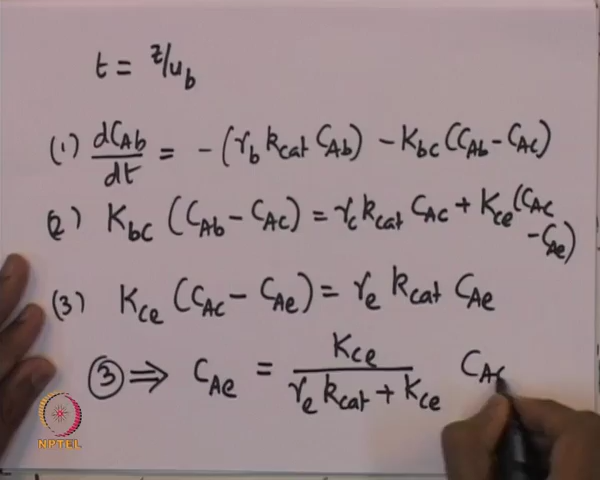 t = z/u_b
(1) dC_Ab/dt = -(γ_b k_cat C_Ab) - K_bc (C_Ab - C_Ac)
(2) K_bc (C_Ab - C_Ac) = γ_c k_cat C_Ac + K_ce (C_Ac - C_Ae)
(3) K_ce (C_Ac - C_Ae) = γ_e k_cat C_Ae
③ ⇒ C_Ae = K_ce/(γ_e k_cat + K_ce) C_Ac
NPTEL